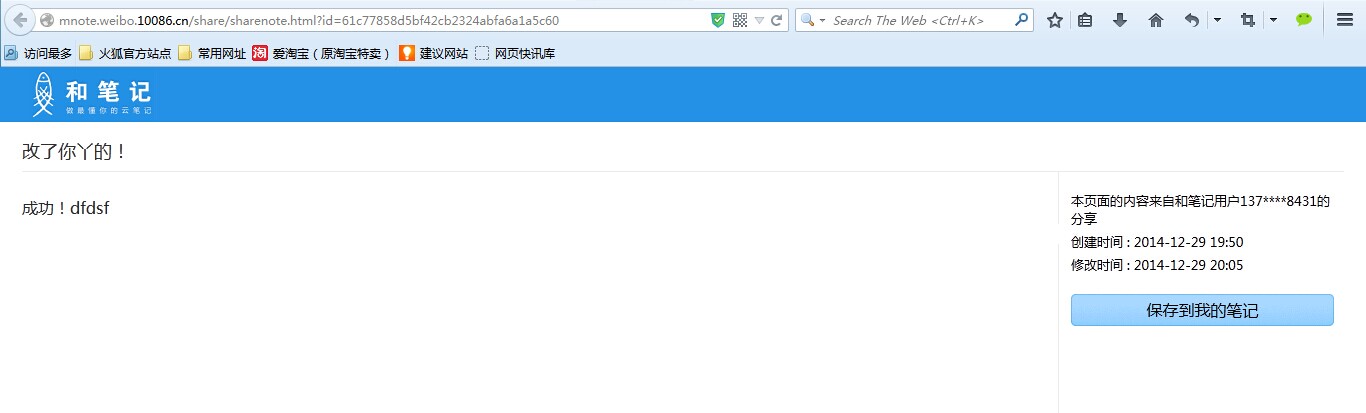 mnote.weibo.10086.cn/share/sharenote.html?id=61c77858d5bf42cb2324abfa6a1a5c60
Search The Web <Ctrl+K>
访问最多 火狐官方站点 常用网址 淘 爱淘宝（原淘宝特卖） 建议网站 网页快讯库
和笔记
做最懂你的云笔记
改了你丫的！
成功！dfdsf
本页面的内容来自和笔记用户137****8431的
分享
创建时间：2014-12-29 19:50
修改时间：2014-12-29 20:05
保存到我的笔记